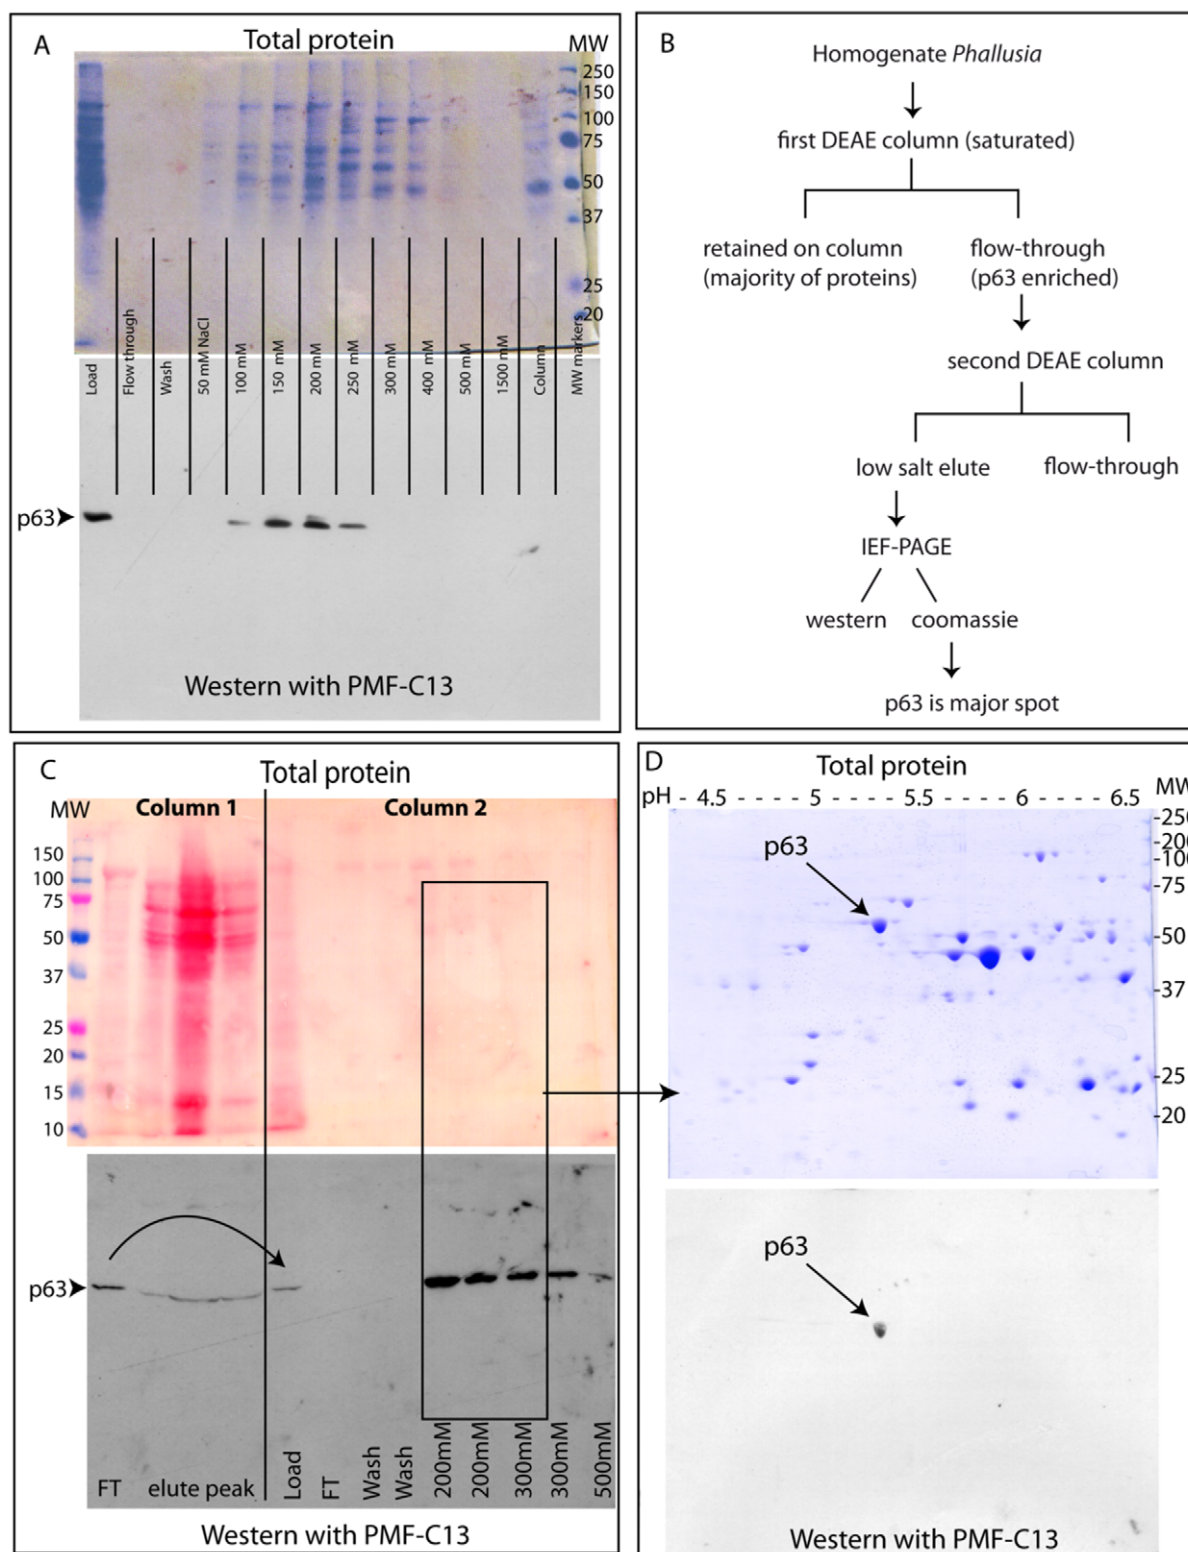 A
Total protein
MW
250
150
100
75
50
37
25
20
Load
Flow through
Wash
50 mM NaCl
100 mM
150 mM
200 mM
250 mM
300 mM
400 mM
500 mM
1500 mM
Column
MW markers
p63
Western with PMF-C13
B
Homogenate Phallusia
first DEAE column (saturated)
retained on column
(majority of proteins)
flow-through
(p63 enriched)
second DEAE column
low salt elute
flow-through
IEF-PAGE
western
coomassie
p63 is major spot
C
Total protein
MW
Column 1
Column 2
150
100
75
50
37
25
20
15
10
p63
FT
elute peak
Load
FT
Wash
Wash
200mM
200mM
300mM
300mM
500mM
Western with PMF-C13
D
Total protein
pH - 4.5 - - - - 5 - - - - 5.5 - - - - 6 - - - - 6.5
MW
-250
-200
-100
-75
-50
-37
-25
-20
p63
p63
Western with PMF-C13